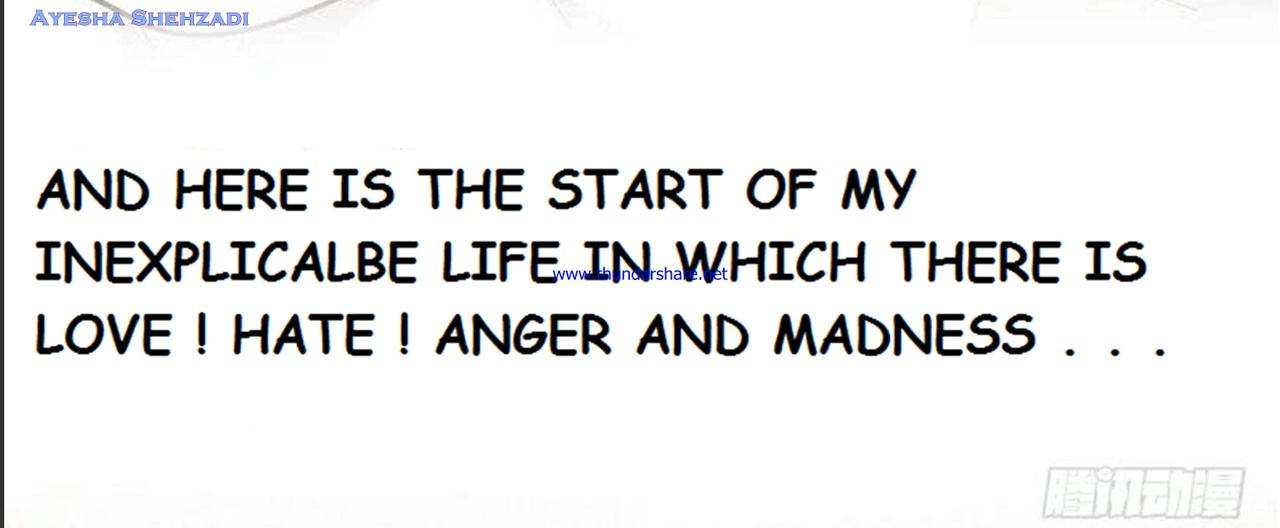 Ayesha Shehzadi
AND HERE IS THE START OF MY
INEXPLICALBE LIFE IN WHICH THERE IS
www.thundershare.net
LOVE ! HATE ! ANGER AND MADNESS . . .
腾讯动漫